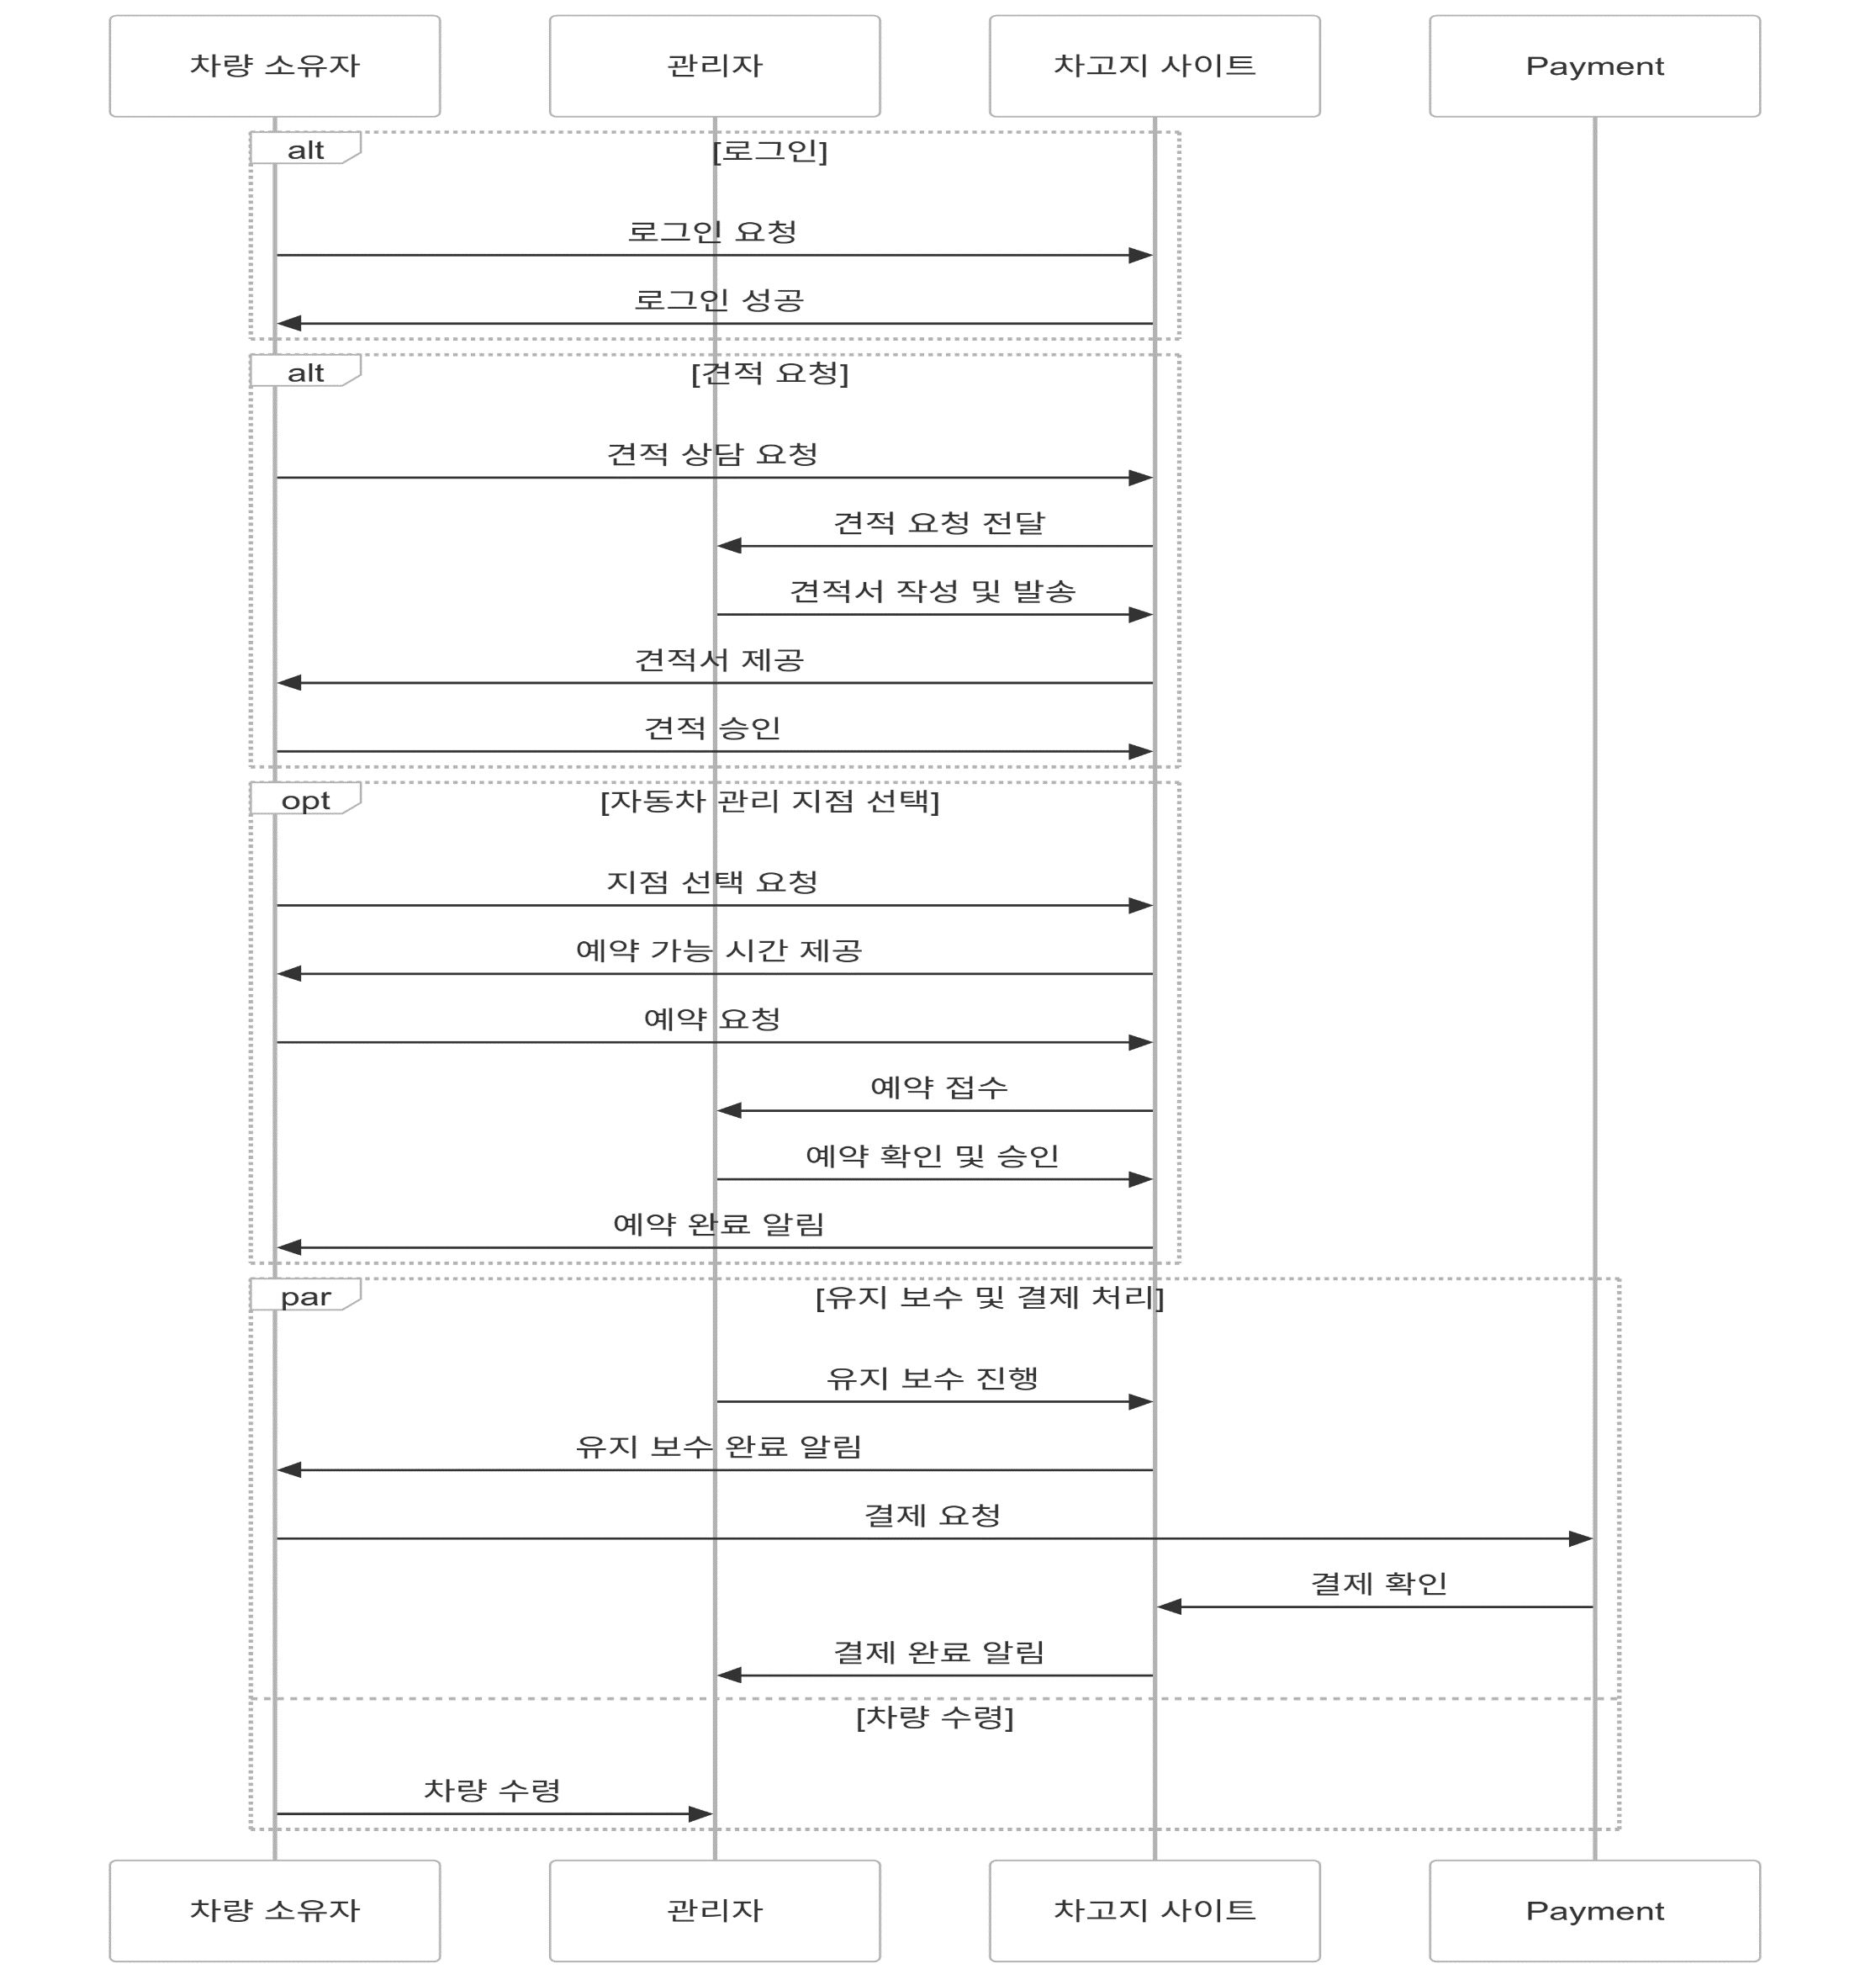 차량 소유자
관리자
차고지 사이트
Payment
alt
[로그인]
로그인 요청
로그인 성공
alt
[견적 요청]
견적 상담 요청
견적 요청 전달
견적서 작성 및 발송
견적서 제공
견적 승인
opt
[자동차 관리 지점 선택]
지점 선택 요청
예약 가능 시간 제공
예약 요청
예약 접수
예약 확인 및 승인
예약 완료 알림
par
[유지 보수 및 결제 처리]
유지 보수 진행
유지 보수 완료 알림
결제 요청
결제 확인
결제 완료 알림
[차량 수령]
차량 수령
차량 소유자
관리자
차고지 사이트
Payment